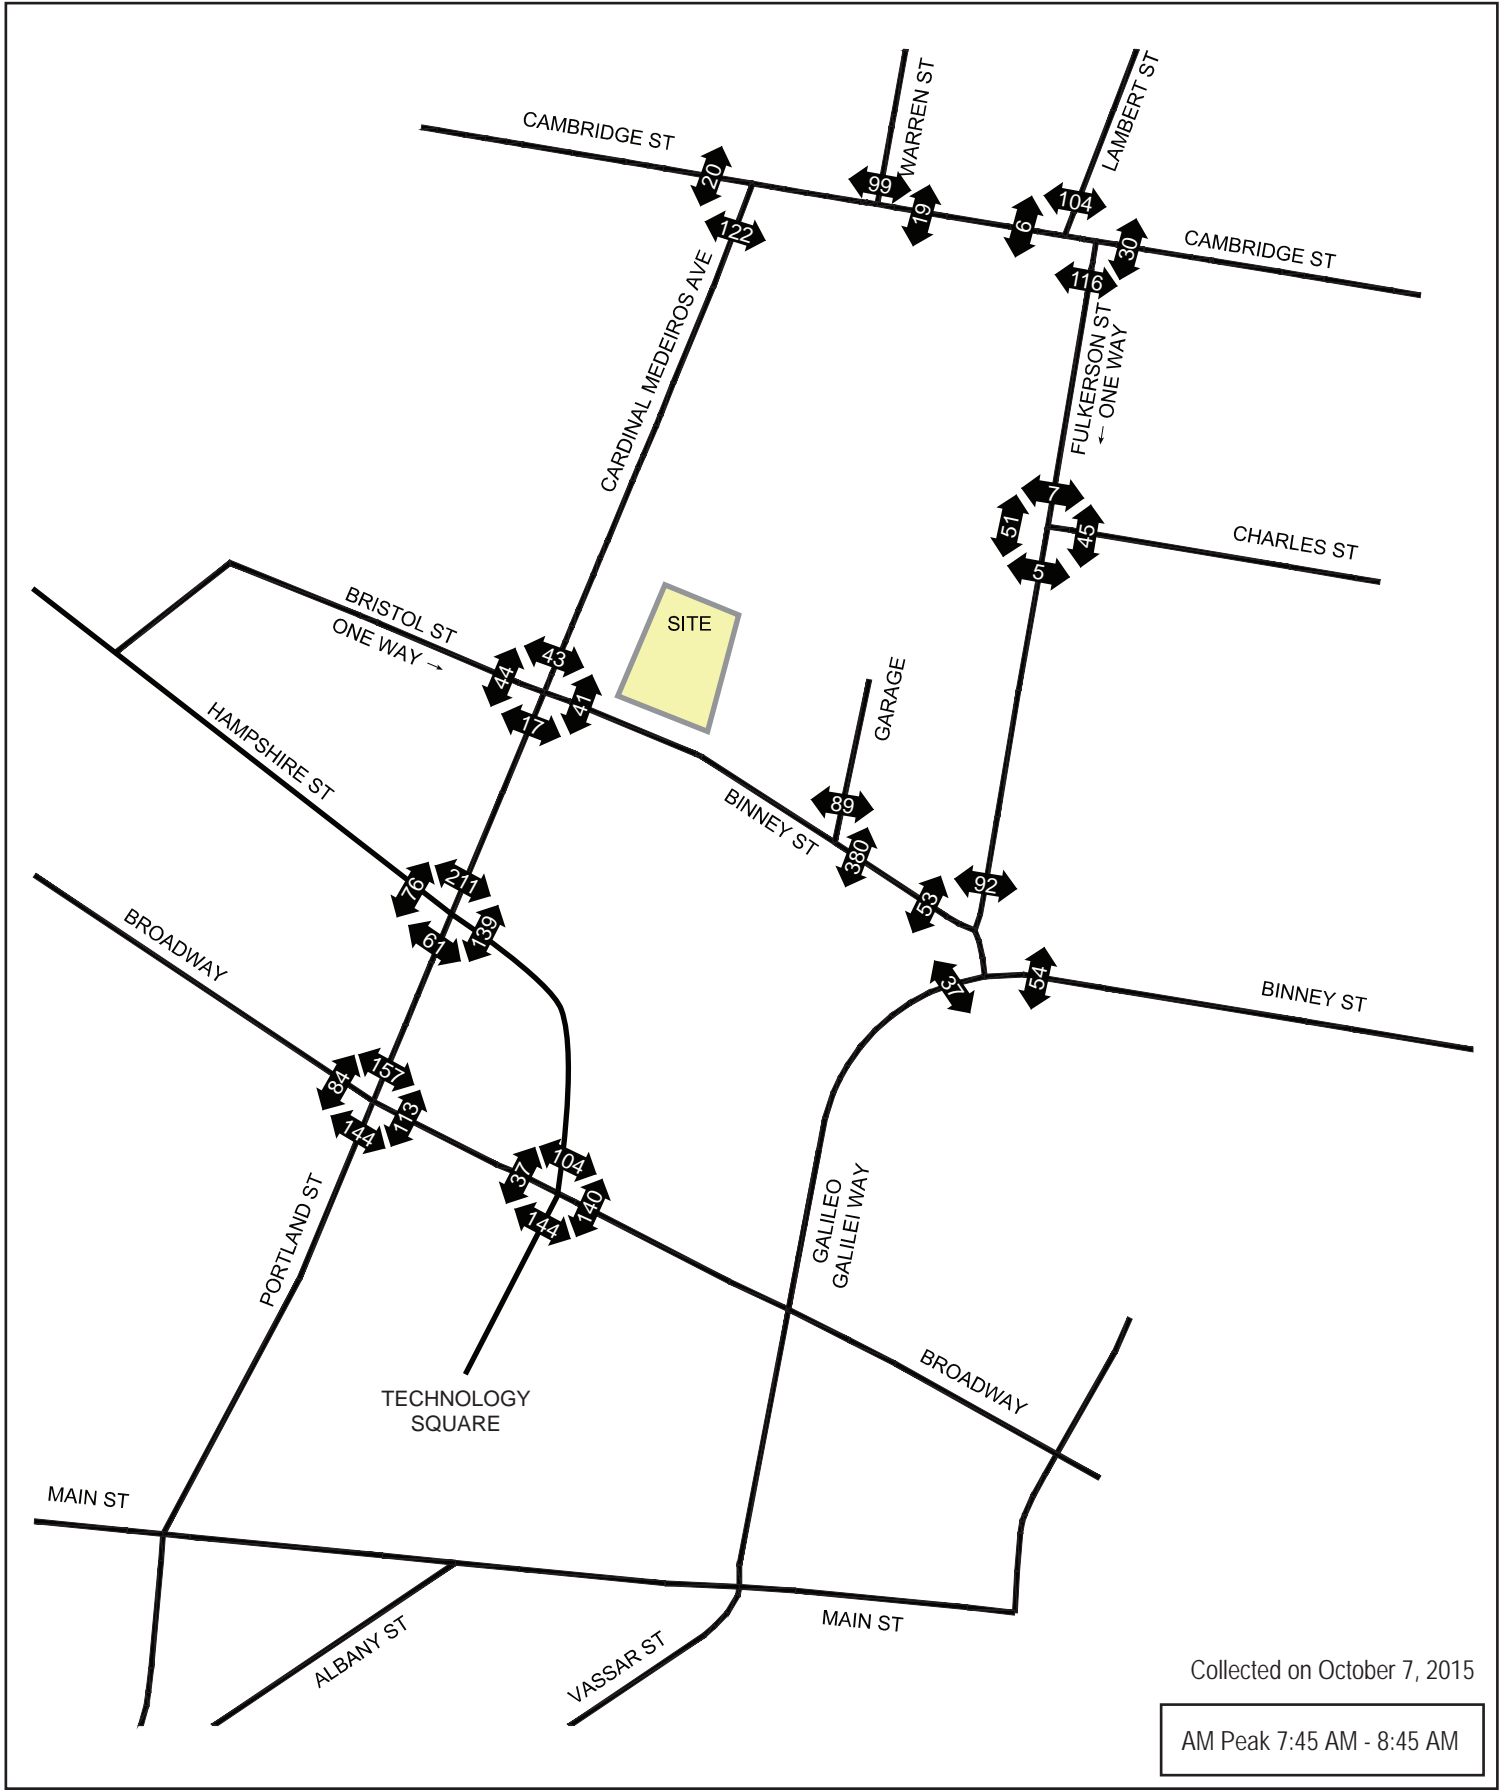 CAMBRIDGE ST
WARREN ST
LAMBERT ST
20
122
99
19
6
104
30
116
CAMBRIDGE ST
CARDINAL MEDEIROS AVE
FULKERSON ST
← ONE WAY
7
51
45
5
CHARLES ST
BRISTOL ST
ONE WAY →
44
43
41
17
SITE
GARAGE
HAMPSHIRE ST
BINNEY ST
89
380
53
92
76
211
139
61
BROADWAY
37
54
BINNEY ST
84
157
113
144
37
104
140
144
PORTLAND ST
GALILEO
GALILEI WAY
TECHNOLOGY
SQUARE
BROADWAY
MAIN ST
MAIN ST
ALBANY ST
VASSAR ST
Collected on October 7, 2015
AM Peak 7:45 AM - 8:45 AM